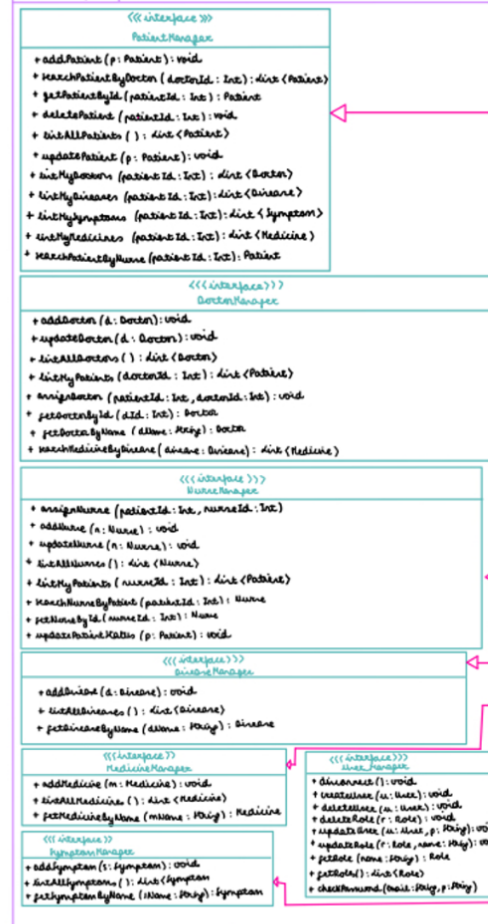 <<< interface >>>
PatientManager
+ addPatient (p: Patient): void
+ searchPatientByDoctor (doctorId: Int): List <Patient>
+ getPatientById (patientId: Int) : Patient
+ deletePatient (patientId: Int): void
+ listAllPatients ( ) : List <Patient>
+ updatePatient (p: Patient): void
+ listMyDoctors (patientId: Int) : List <Doctor>
+ listMyDiseases (patientId: Int): List <Disease>
+ listMySymptoms (patientId: Int): List <Symptom>
+ listMyMedicines (patientId: Int): List <Medicine>
+ searchPatientByNurse (patientId: Int): Patient
<<< interface >>>
DoctorManager
+ addDoctor (d: Doctor): void
+ updateDoctor (d: Doctor): void
+ listAllDoctors ( ) : List <Doctor>
+ listMyPatients (doctorId: Int): List <Patient>
+ assignDoctor (patientId: Int, doctorId: Int): void
+ getDoctorById (dId: Int): Doctor
+ getDoctorByName (dName: String): Doctor
+ searchMedicineByDisease (disease: Disease): List <Medicine>
<<< interface >>>
NurseManager
+ assignNurse (patientId: Int, nurseId: Int)
+ addNurse (n: Nurse) : void
+ updateNurse (n: Nurse): void
+ listAllNurses ( ): List <Nurse>
+ listMyPatients (nurseId: Int): List <Patient>
+ searchNurseByPatient (patientId: Int): Nurse
+ getNurseById (nurseId: Int) : Nurse
+ updatePatientStatus (p: Patient): void
<<< interface >>>
DiseaseManager
+ addDisease (d: Disease): void
+ listAllDiseases ( ) : List <Disease>
+ getDiseaseByName (dName: String): Disease
<<< interface >>
MedicineManager
+ addMedicine (m: Medicine): void
+ listAllMedicines ( ) : List <Medicine>
+ getMedicineByName (mName: String): Medicine
<<< interface >>>
User_Manager
+ disconnect ( ): void
+ createUser (u: User): void
+ deleteUser (u: User): void
+ deleteRole (r: Role): void
+ updateUser (u: User, p: String): vo
+ updateRole (r: Role, name: String): vo
+ getRole (name: String): Role
+ getRoles(): List <Role>
+ checkPassword (email: String, p: String)
<< interface >>
SymptomManager
+ addSymptom (s: Symptom): void
+ listAllSymptoms ( ) : List <Symptom
+ getSymptomByName (sName: String): Symptom